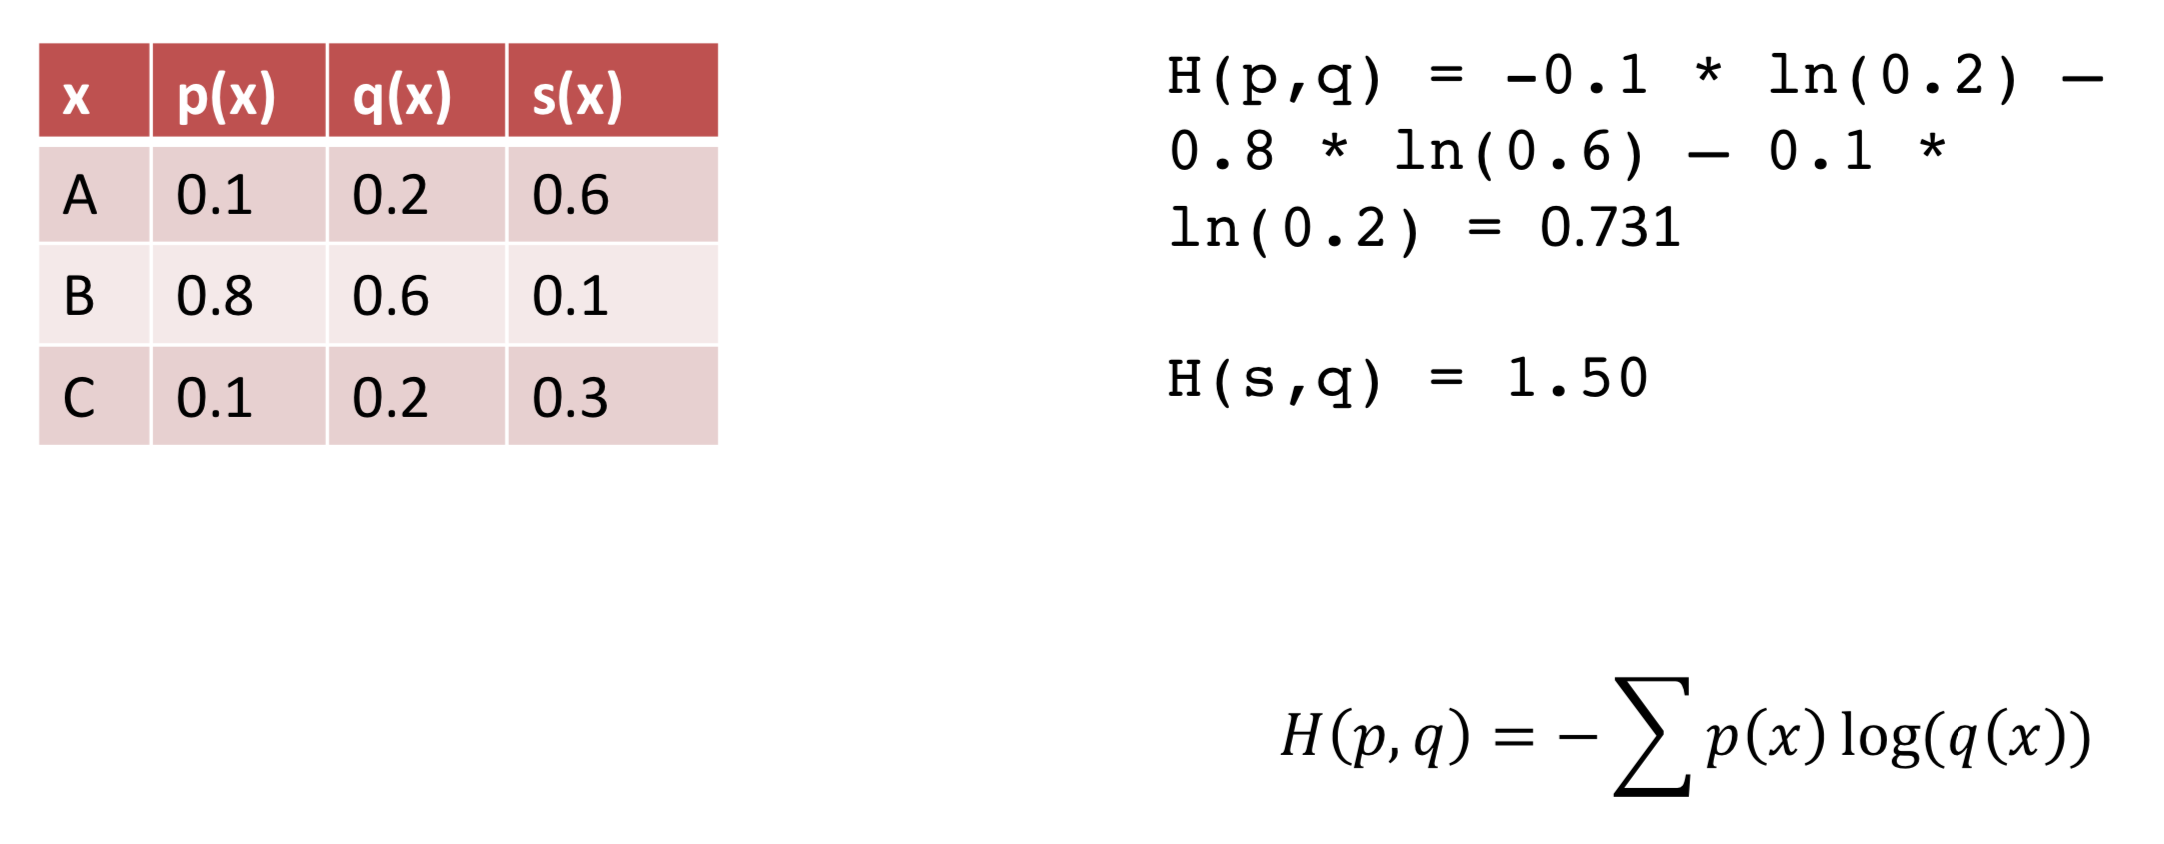 x p(x) q(x) s(x)
A 0.1 0.2 0.6
B 0.8 0.6 0.1
C 0.1 0.2 0.3
H(p,q) = -0.1 * ln(0.2) –
0.8 * ln(0.6) – 0.1 *
ln(0.2) = 0.731
H(s,q) = 1.50
H(p, q) = − ∑ p(x) log(q(x))